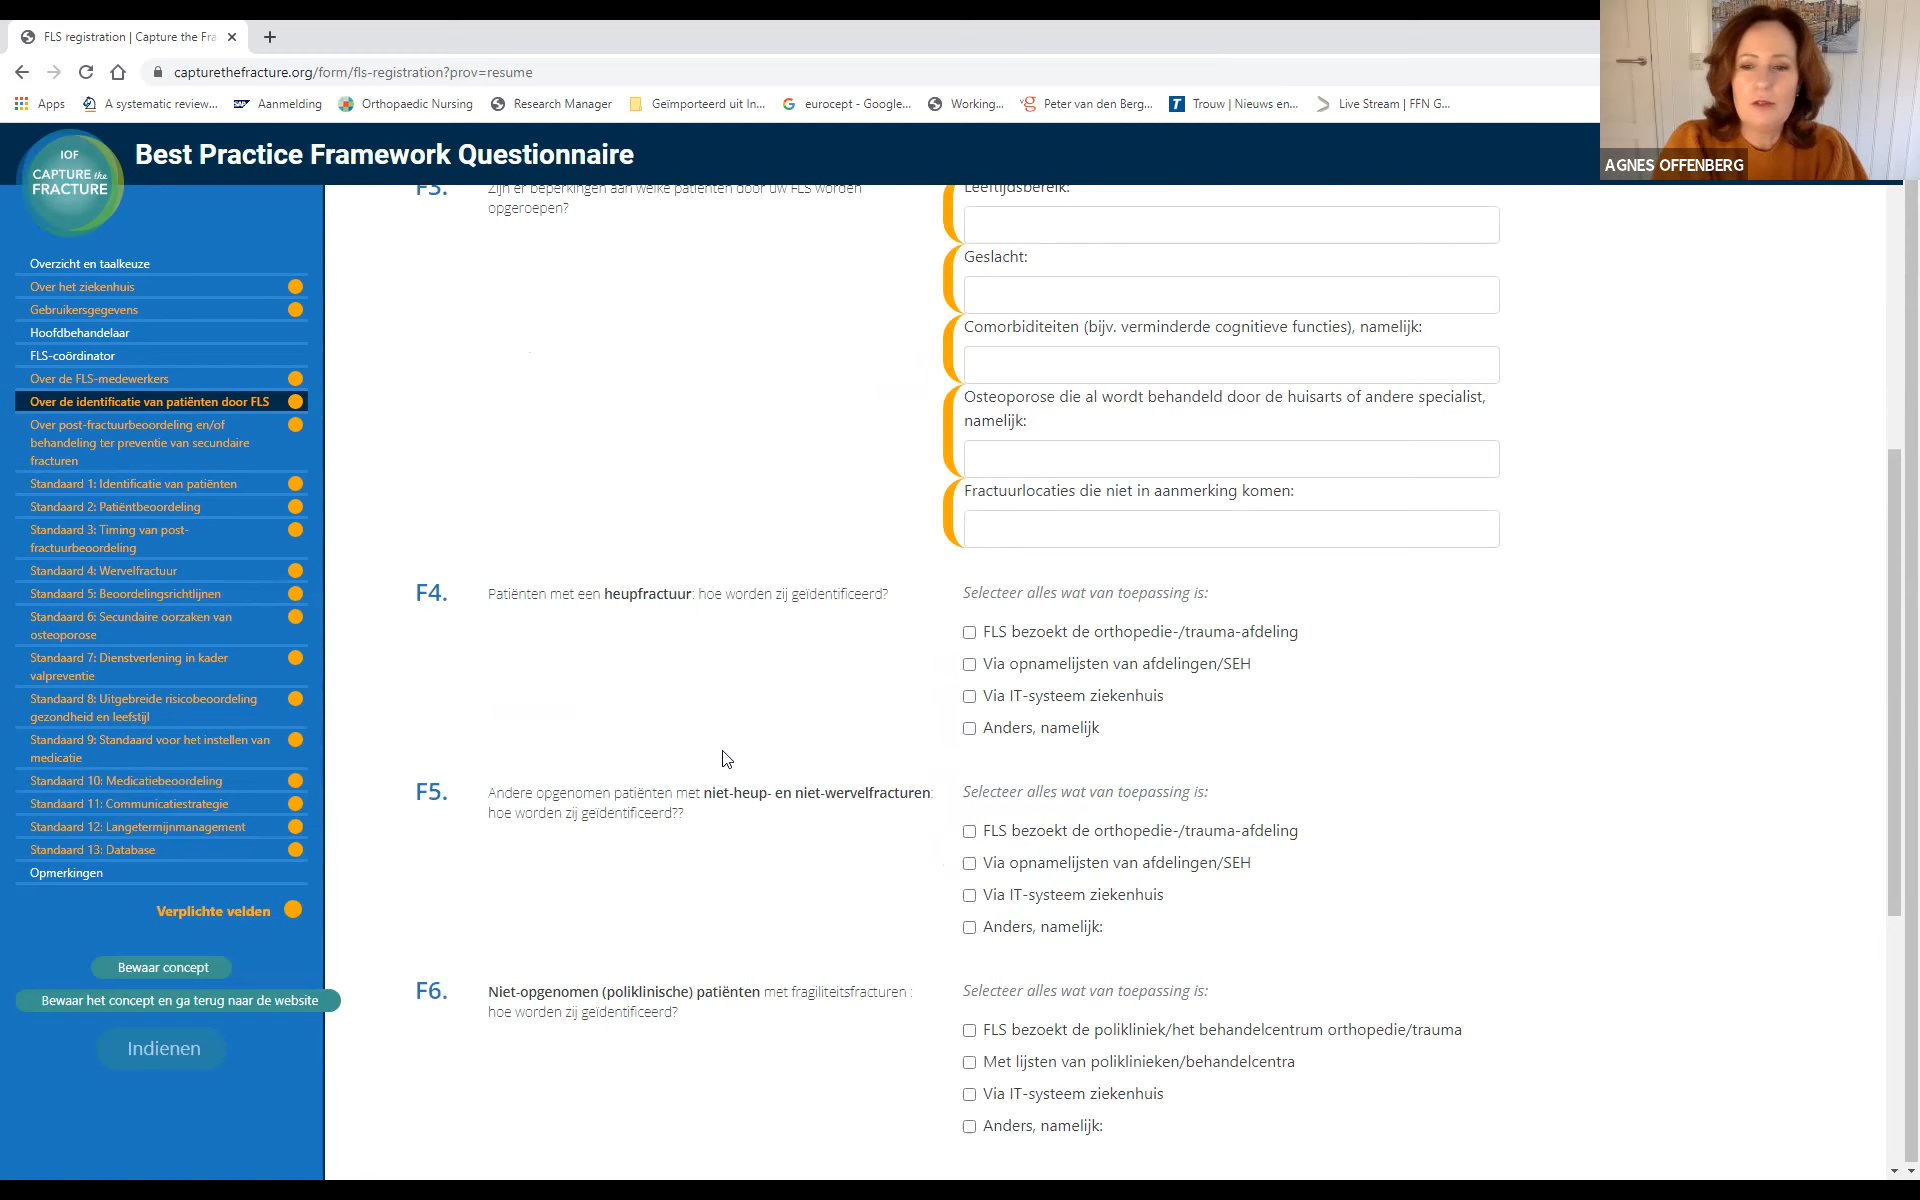 FLS registration | Capture the Fra
capturethefracture.org/form/fls-registration?prov=resume
Apps
A systematic review...
Aanmelding
Orthopaedic Nursing
Research Manager
Geïmporteerd uit In...
eurocept - Google...
Working...
Peter van den Berg...
Trouw | Nieuws en...
Live Stream | FFN G...
AGNES OFFENBERG
IOF
CAPTURE the
FRACTURE
Best Practice Framework Questionnaire
Overzicht en taalkeuze
Over het ziekenhuis
Gebruikersgegevens
Hoofdbehandelaar
FLS-coördinator
Over de FLS-medewerkers
Over de identificatie van patiënten door FLS
Over post-fractuurbeoordeling en/of
behandeling ter preventie van secundaire
fracturen
Standaard 1: Identificatie van patiënten
Standaard 2: Patiëntbeoordeling
Standaard 3: Timing van post-
fractuurbeoordeling
Standaard 4: Wervelfractuur
Standaard 5: Beoordelingsrichtlijnen
Standaard 6: Secundaire oorzaken van
osteoporose
Standaard 7: Dienstverlening in kader
valpreventie
Standaard 8: Uitgebreide risicobeoordeling
gezondheid en leefstijl
Standaard 9: Standaard voor het instellen van
medicatie
Standaard 10: Medicatiebeoordeling
Standaard 11: Communicatiestrategie
Standaard 12: Langetermijnmanagement
Standaard 13: Database
Opmerkingen
Verplichte velden
Bewaar concept
Bewaar het concept en ga terug naar de website
Indienen
F3.
Zijn er beperkingen aan welke patiënten door uw FLS worden
opgeroepen?
Leeftijdsbereik:
Geslacht:
Comorbiditeiten (bijv. verminderde cognitieve functies), namelijk:
Osteoporose die al wordt behandeld door de huisarts of andere specialist,
namelijk:
Fractuurlocaties die niet in aanmerking komen:
F4.
Patiënten met een heupfractuur: hoe worden zij geïdentificeerd?
Selecteer alles wat van toepassing is:
FLS bezoekt de orthopedie-/trauma-afdeling
Via opnamelijsten van afdelingen/SEH
Via IT-systeem ziekenhuis
Anders, namelijk
F5.
Andere opgenomen patiënten met niet-heup- en niet-wervelfracturen:
hoe worden zij geïdentificeerd??
Selecteer alles wat van toepassing is:
FLS bezoekt de orthopedie-/trauma-afdeling
Via opnamelijsten van afdelingen/SEH
Via IT-systeem ziekenhuis
Anders, namelijk:
F6.
Niet-opgenomen (poliklinische) patiënten met fragiliteitsfracturen :
hoe worden zij geïdentificeerd?
Selecteer alles wat van toepassing is:
FLS bezoekt de polikliniek/het behandelcentrum orthopedie/trauma
Met lijsten van poliklinieken/behandelcentra
Via IT-systeem ziekenhuis
Anders, namelijk: